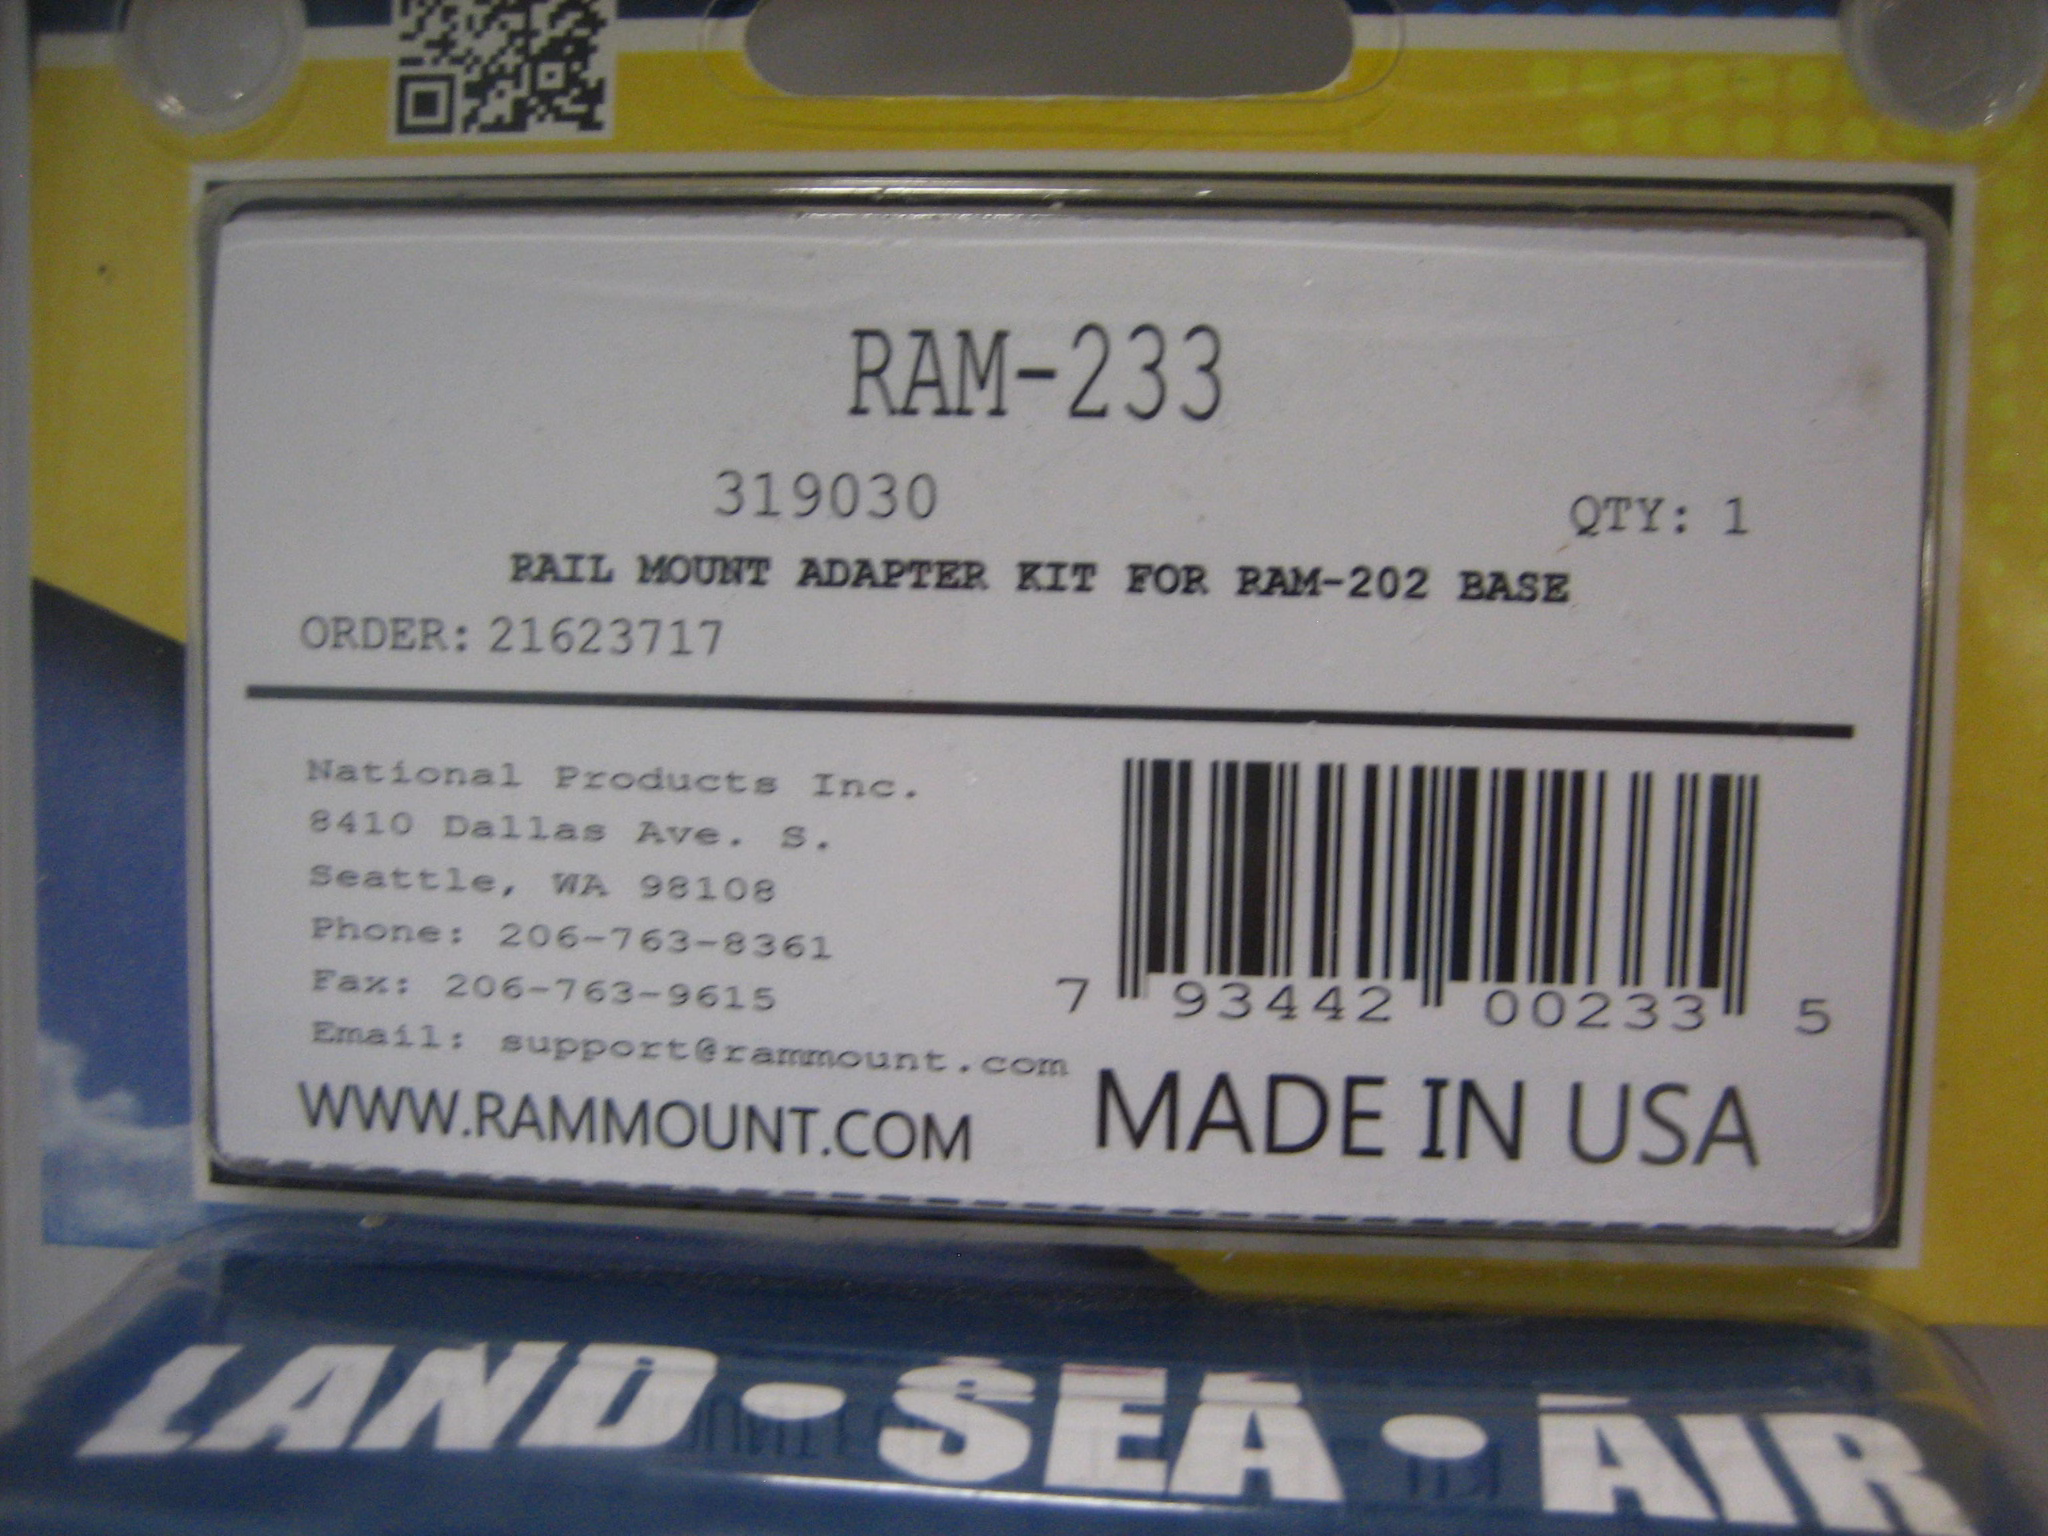 RAM-233
319030
QTY: 1
RAIL MOUNT ADAPTER KIT FOR RAM-202 BASE
ORDER: 21623717
National Products Inc.
8410 Dallas Ave. S.
Seattle, WA 98108
Phone: 206-763-8361
Fax: 206-763-9615
Email: support@rammount.com
WWW.RAMMOUNT.COM
7 93442 00233 5
MADE IN USA
LAND • SEA • AIR